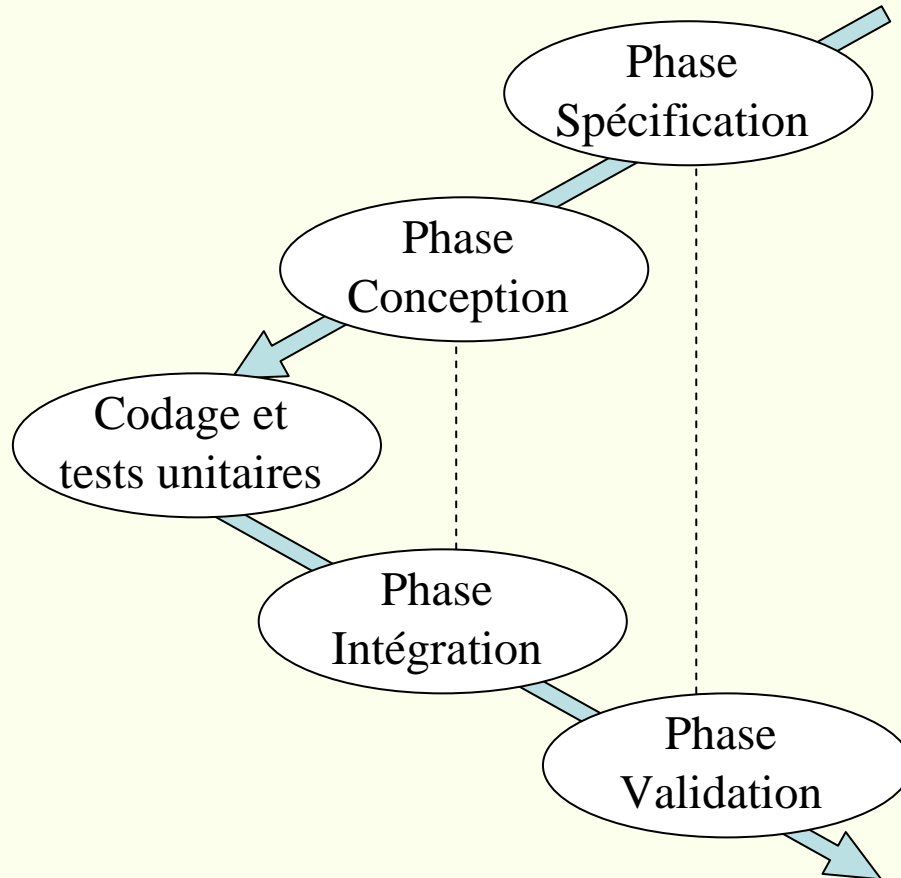 Phase
Spécification
Phase
Conception
Codage et
tests unitaires
Phase
Intégration
Phase
Validation